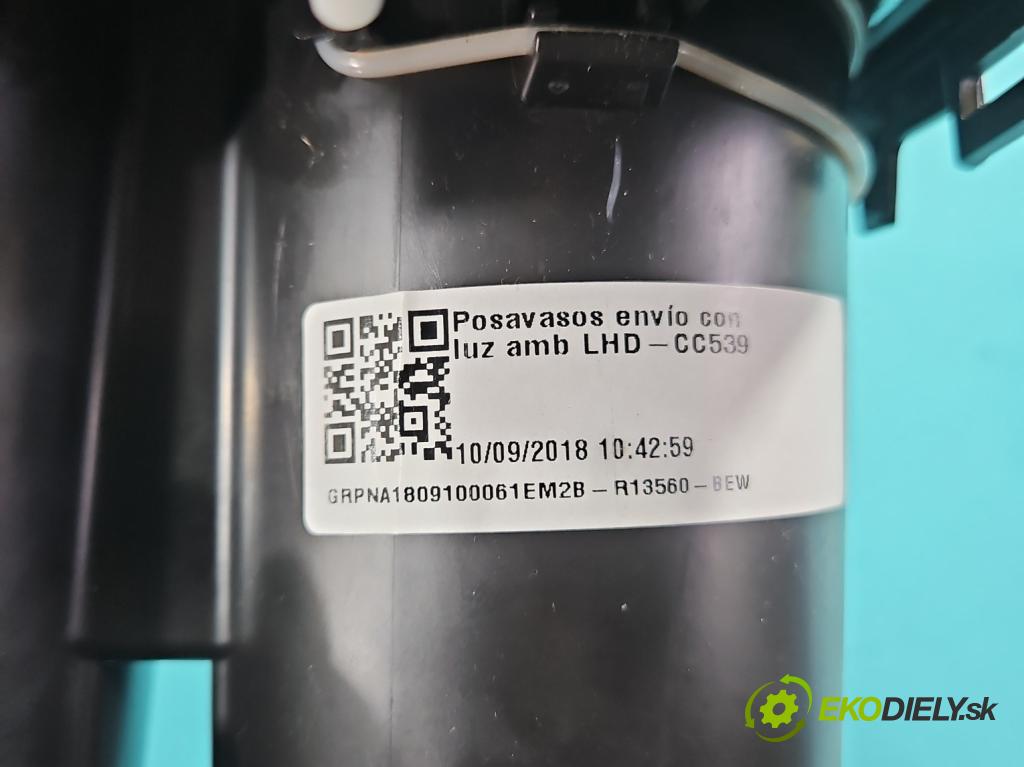 Posavasos envío con
luz amb LHD – CC539
10/09/2018 10:42:59
GRPNA1809100061EM2B – R13560 – BEW
EKODIELY.sk